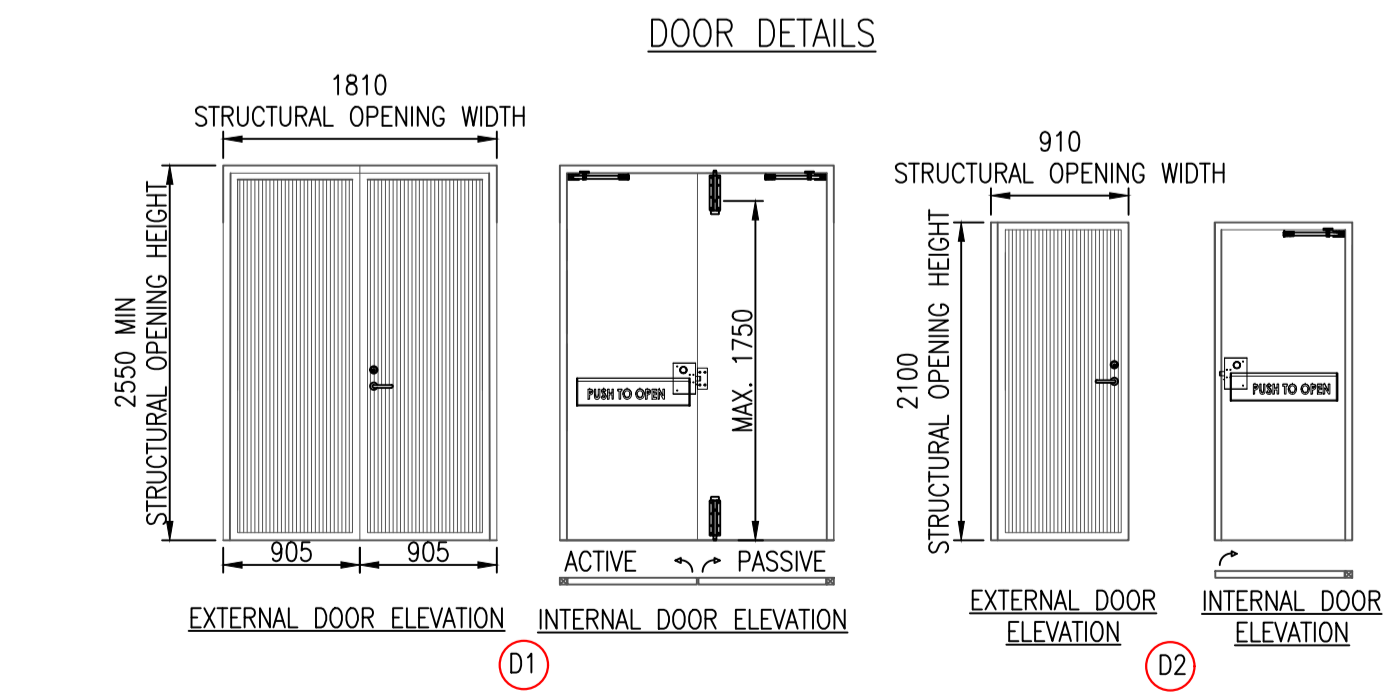 DOOR DETAILS
1810
STRUCTURAL OPENING WIDTH
2550 MIN
STRUCTURAL OPENING HEIGHT
905
905
EXTERNAL DOOR ELEVATION
PUSH TO OPEN
MAX. 1750
ACTIVE
PASSIVE
INTERNAL DOOR ELEVATION
D1
910
STRUCTURAL OPENING WIDTH
2100
STRUCTURAL OPENING HEIGHT
EXTERNAL DOOR
ELEVATION
PUSH TO OPEN
INTERNAL DOOR
ELEVATION
D2